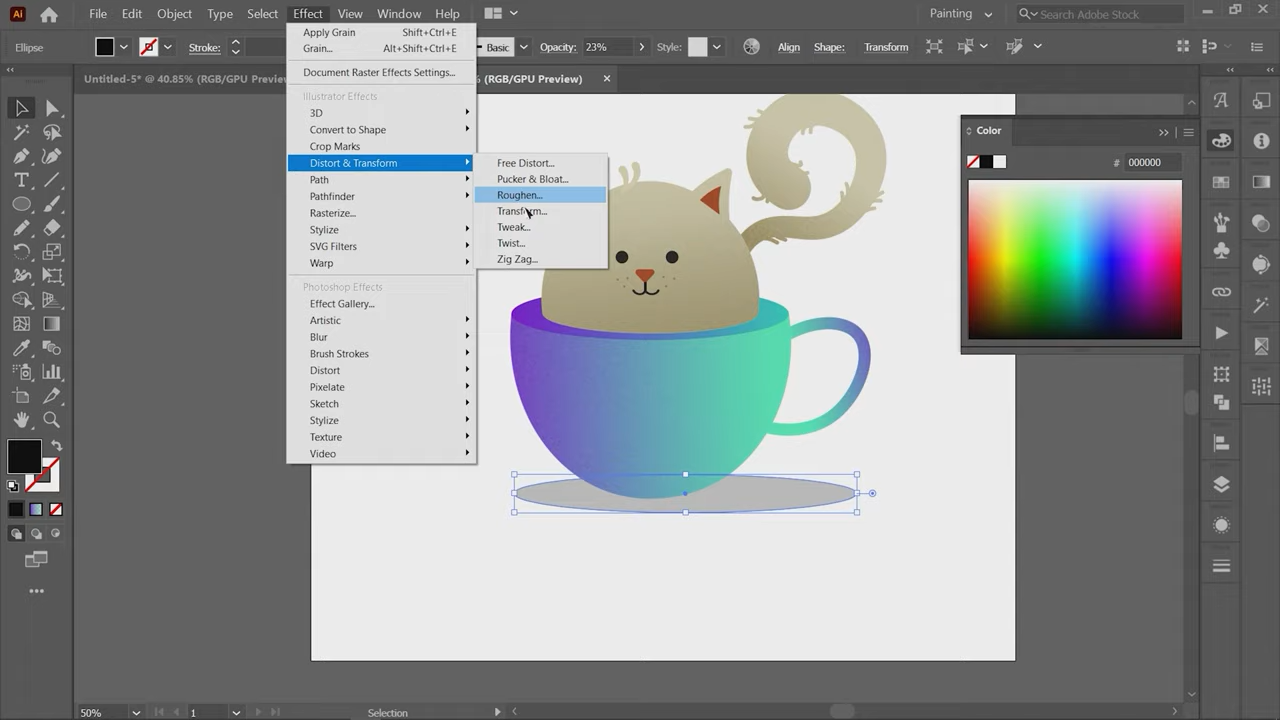 Ai File Edit Object Type Select Effect View Window Help Painting Search Adobe Stock
Ellipse Stroke: Basic Opacity: 23% Style: Align Shape: Transform
Untitled-5* @ 40.85% (RGB/GPU Preview % (RGB/GPU Preview)
Apply Grain Shift+Ctrl+E
Grain... Alt+Shift+Ctrl+E
Document Raster Effects Settings...
Illustrator Effects
3D
Convert to Shape
Crop Marks
Distort & Transform
Path
Pathfinder
Rasterize...
Stylize
SVG Filters
Warp
Photoshop Effects
Effect Gallery...
Artistic
Blur
Brush Strokes
Distort
Pixelate
Sketch
Stylize
Texture
Video
Free Distort...
Pucker & Bloat...
Roughen...
Transform...
Tweak...
Twist...
Zig Zag...
Color
# 000000
50% 1 Selection